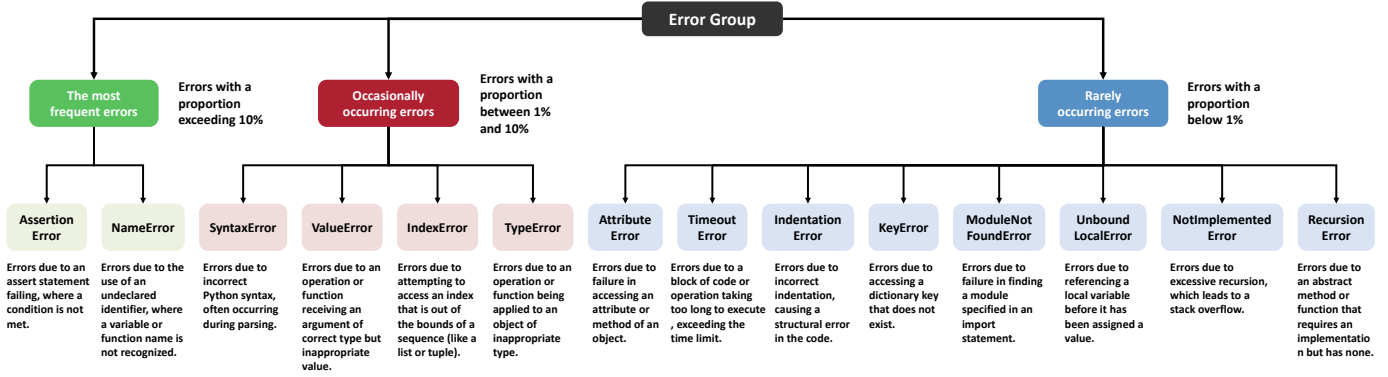 Error Group
The most
frequent errors
Errors with a
proportion
exceeding 10%
Occasionally
occurring errors
Errors with a
proportion
between 1%
and 10%
Rarely
occurring errors
Errors with a
proportion
below 1%
Assertion
Error
NameError
SyntaxError
ValueError
IndexError
TypeError
Attribute
Error
Timeout
Error
Indentation
Error
KeyError
ModuleNot
FoundError
Unbound
LocalError
NotImplemented
Error
Recursion
Error
Errors due to an
assert statement
failing, where a
condition is not
met.
Errors due to the
use of an
undeclared
identifier, where
a variable or
function name is
not recognized.
Errors due to
incorrect
Python syntax,
often occurring
during parsing.
Errors due to an
operation or
function
receiving an
argument of
correct type but
inappropriate
value.
Errors due to
attempting to
access an index
that is out of
the bounds of a
sequence (like a
list or tuple).
Errors due to an
operation or
function being
applied to an
object of
inappropriate
type.
Errors due to
failure in
accessing an
attribute or
method of an
object.
Errors due to a
block of code or
operation taking
too long to execute
, exceeding the
time limit.
Errors due to
incorrect
indentation,
causing a
structural error
in the code.
Errors due to
accessing a
dictionary key
that does not
exist.
Errors due to
failure in finding
a module
specified in an
import
statement.
Errors due to
referencing a
local variable
before it has
been assigned a
value.
Errors due to
excessive recursion,
which leads to a
stack overflow.
Errors due to
an abstract
method or
function that
requires an
implementatio
n but has none.